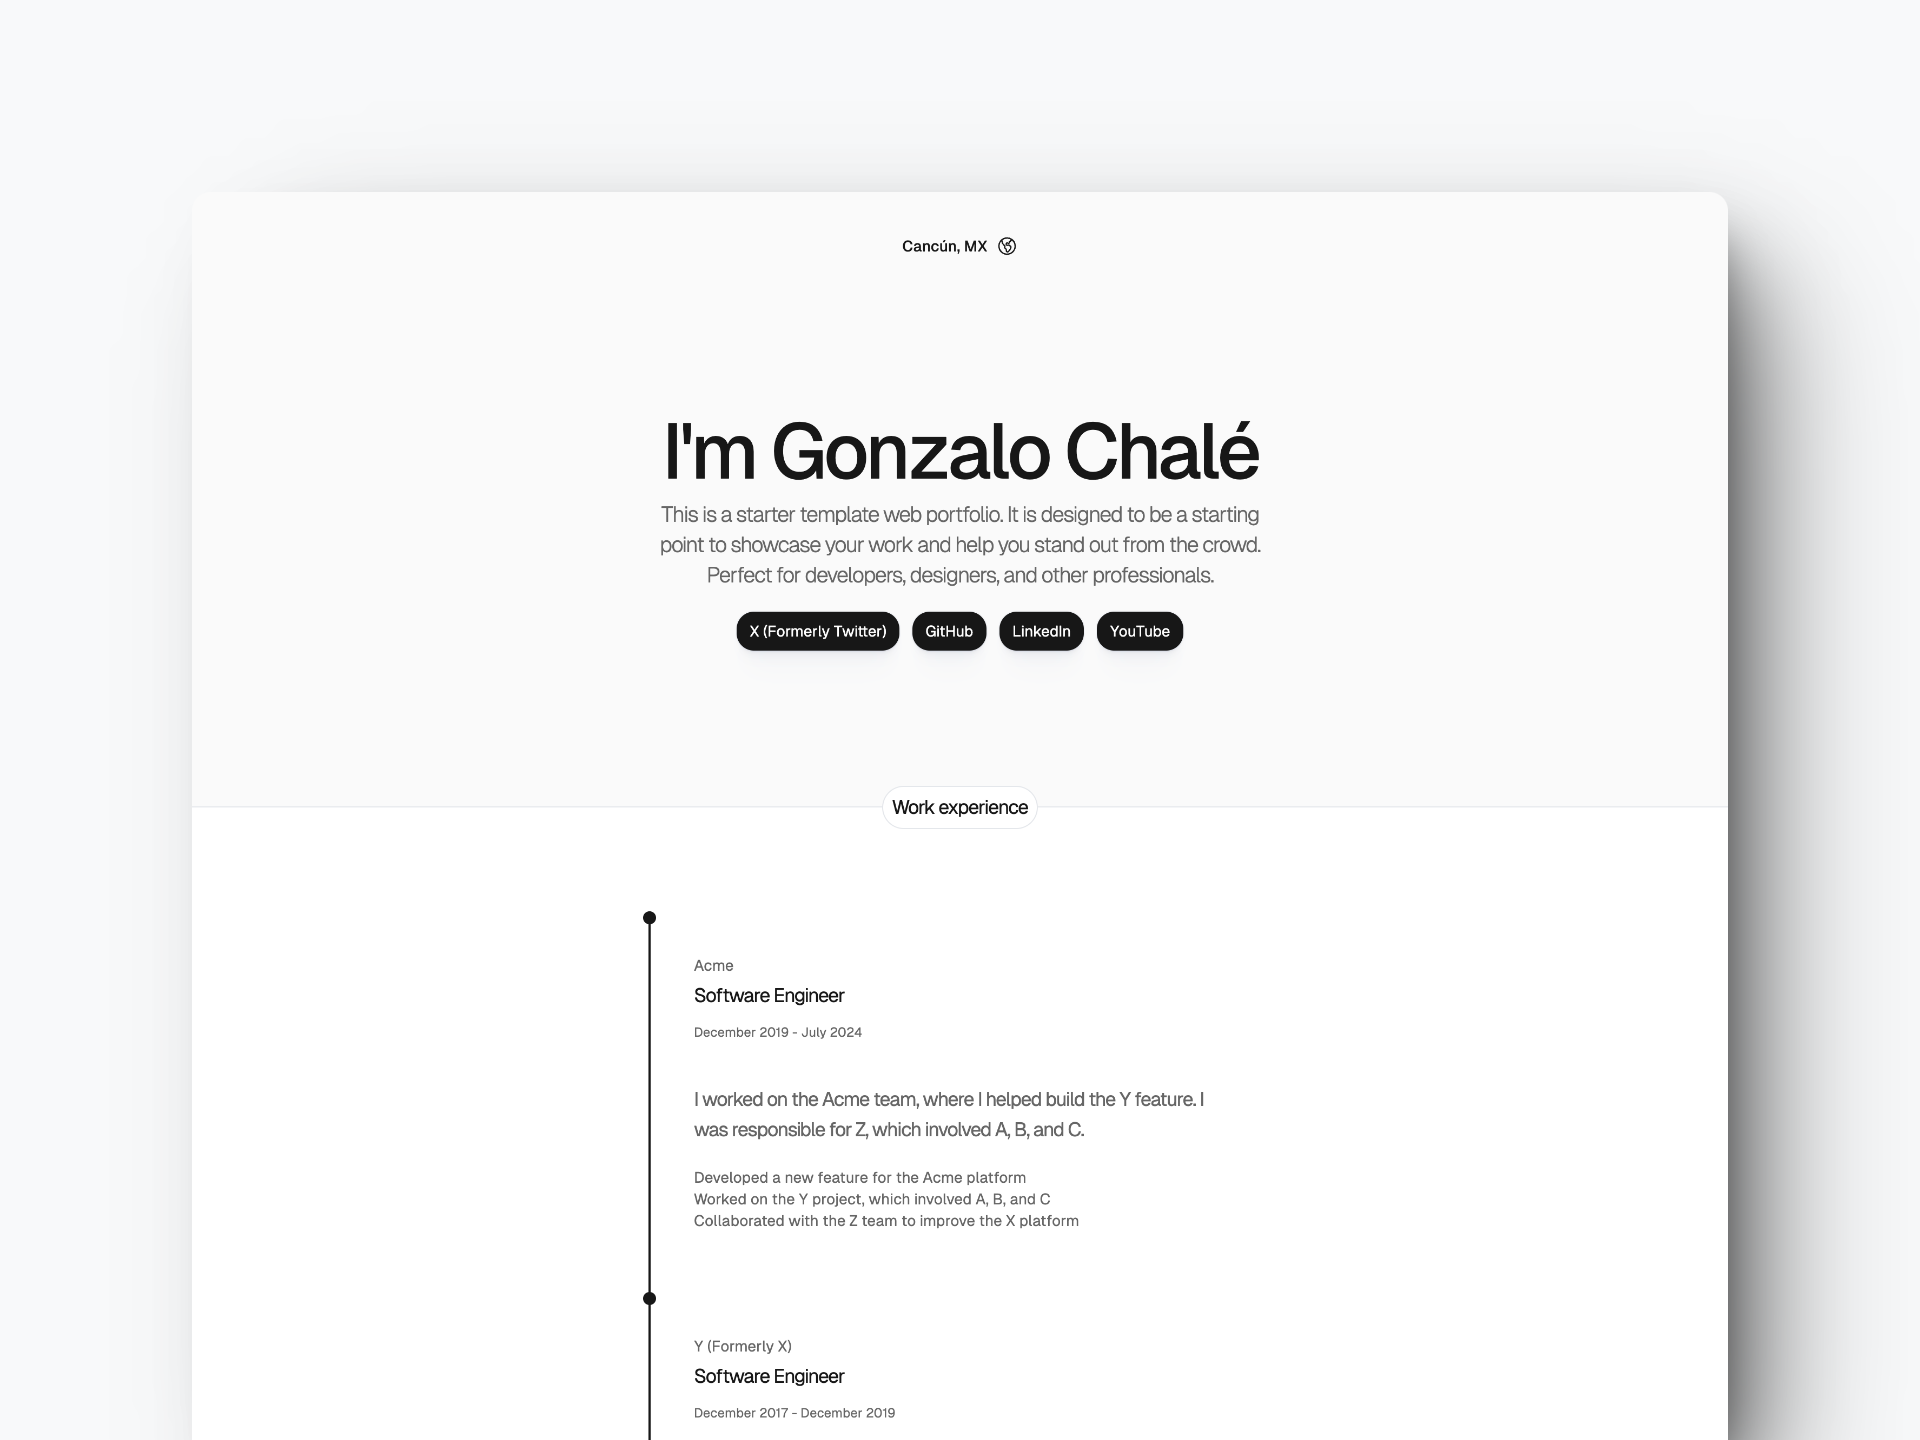 Cancún, MX
I'm Gonzalo Chalé
This is a starter template web portfolio. It is designed to be a starting
point to showcase your work and help you stand out from the crowd.
Perfect for developers, designers, and other professionals.
X (Formerly Twitter) GitHub LinkedIn YouTube
Work experience
Acme
Software Engineer
December 2019 - July 2024
I worked on the Acme team, where I helped build the Y feature. I
was responsible for Z, which involved A, B, and C.
Developed a new feature for the Acme platform
Worked on the Y project, which involved A, B, and C
Collaborated with the Z team to improve the X platform
Y (Formerly X)
Software Engineer
December 2017 - December 2019